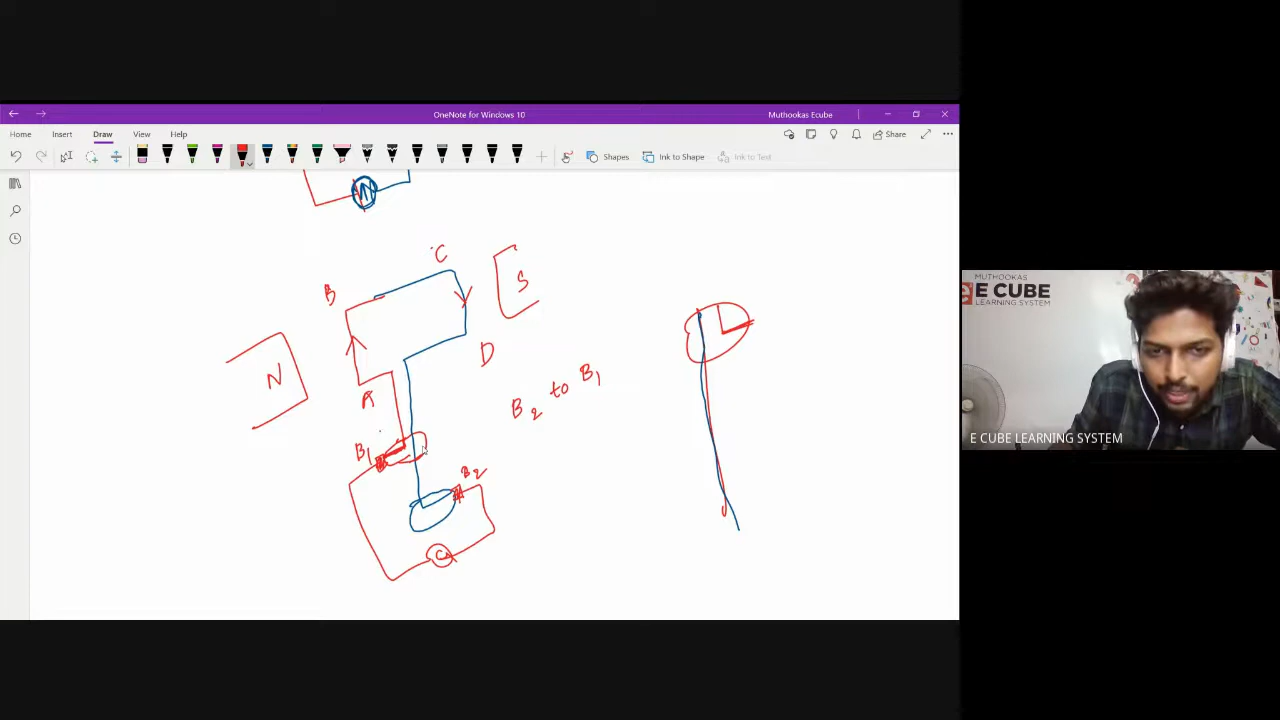 OneNote for Windows 10
Muthookas Ecube
Home Insert Draw View Help
Shapes
Ink to Shape
Ink to Text
Share
C
B
S
N
D
A
B2 to B1
B1
B2
G
MUTHOOKAS
E CUBE
LEARNING SYSTEM
E CUBE LEARNING SYSTEM